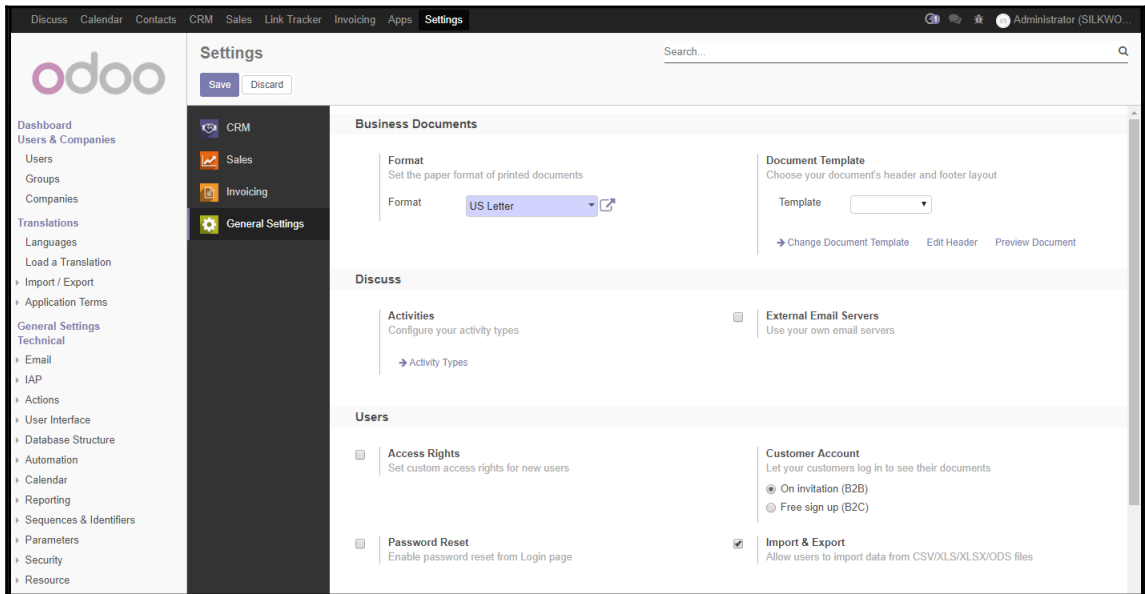 Discuss Calendar Contacts CRM Sales Link Tracker Invoicing Apps Settings Administrator (SILKWO...
odoo
Settings
Search...
Save Discard
Dashboard
Users & Companies
Users
Groups
Companies
Translations
Languages
Load a Translation
Import / Export
Application Terms
General Settings
Technical
Email
IAP
Actions
User Interface
Database Structure
Automation
Calendar
Reporting
Sequences & Identifiers
Parameters
Security
Resource
CRM
Sales
Invoicing
General Settings
Business Documents
Format
Set the paper format of printed documents
Format US Letter
Document Template
Choose your document's header and footer layout
Template
Change Document Template Edit Header Preview Document
Discuss
Activities
Configure your activity types
Activity Types
External Email Servers
Use your own email servers
Users
Access Rights
Set custom access rights for new users
Customer Account
Let your customers log in to see their documents
On invitation (B2B)
Free sign up (B2C)
Password Reset
Enable password reset from Login page
Import & Export
Allow users to import data from CSV/XLS/XLSX/ODS files